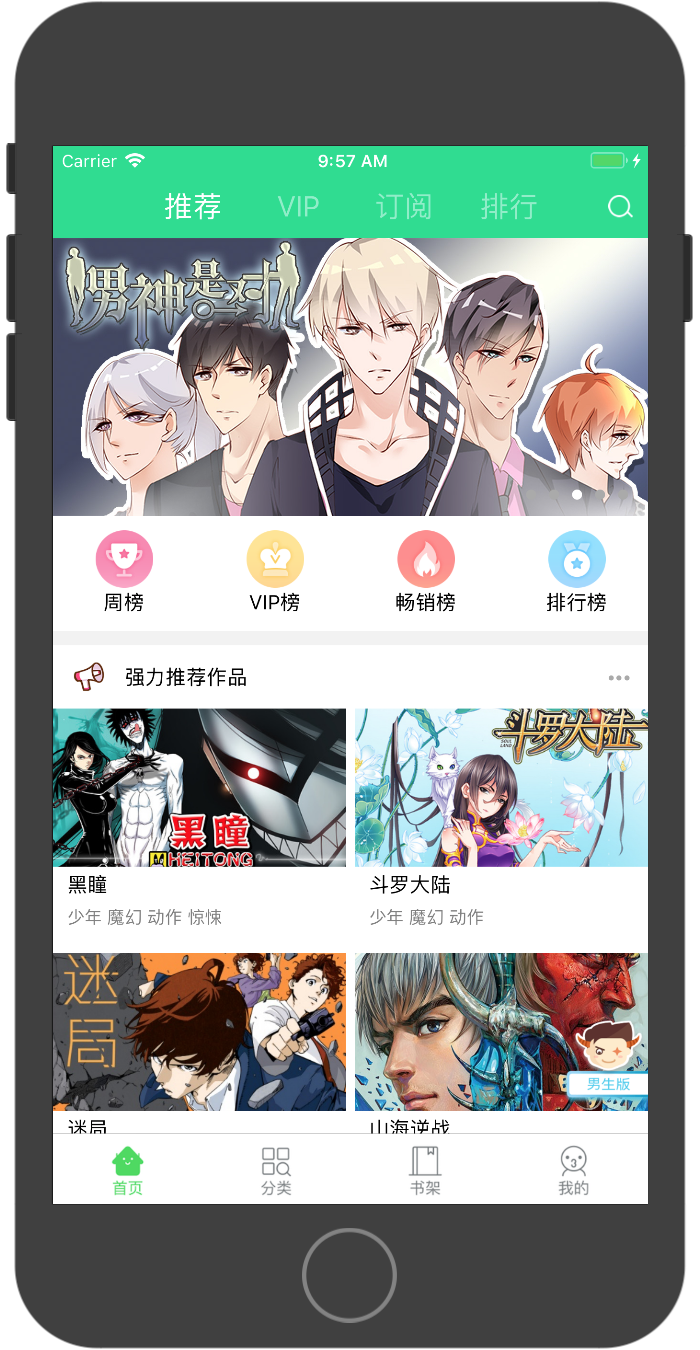 Carrier
9:57 AM
推荐 VIP 订阅 排行
男神是对门
周榜 VIP榜 畅销榜 排行榜
强力推荐作品
黑瞳
HEITONG
斗罗大陆
SOUL LAND
黑瞳
斗罗大陆
少年 魔幻 动作 惊悚
少年 魔幻 动作
迷局
男生版
迷局
山海逆战
首页 分类 书架 我的